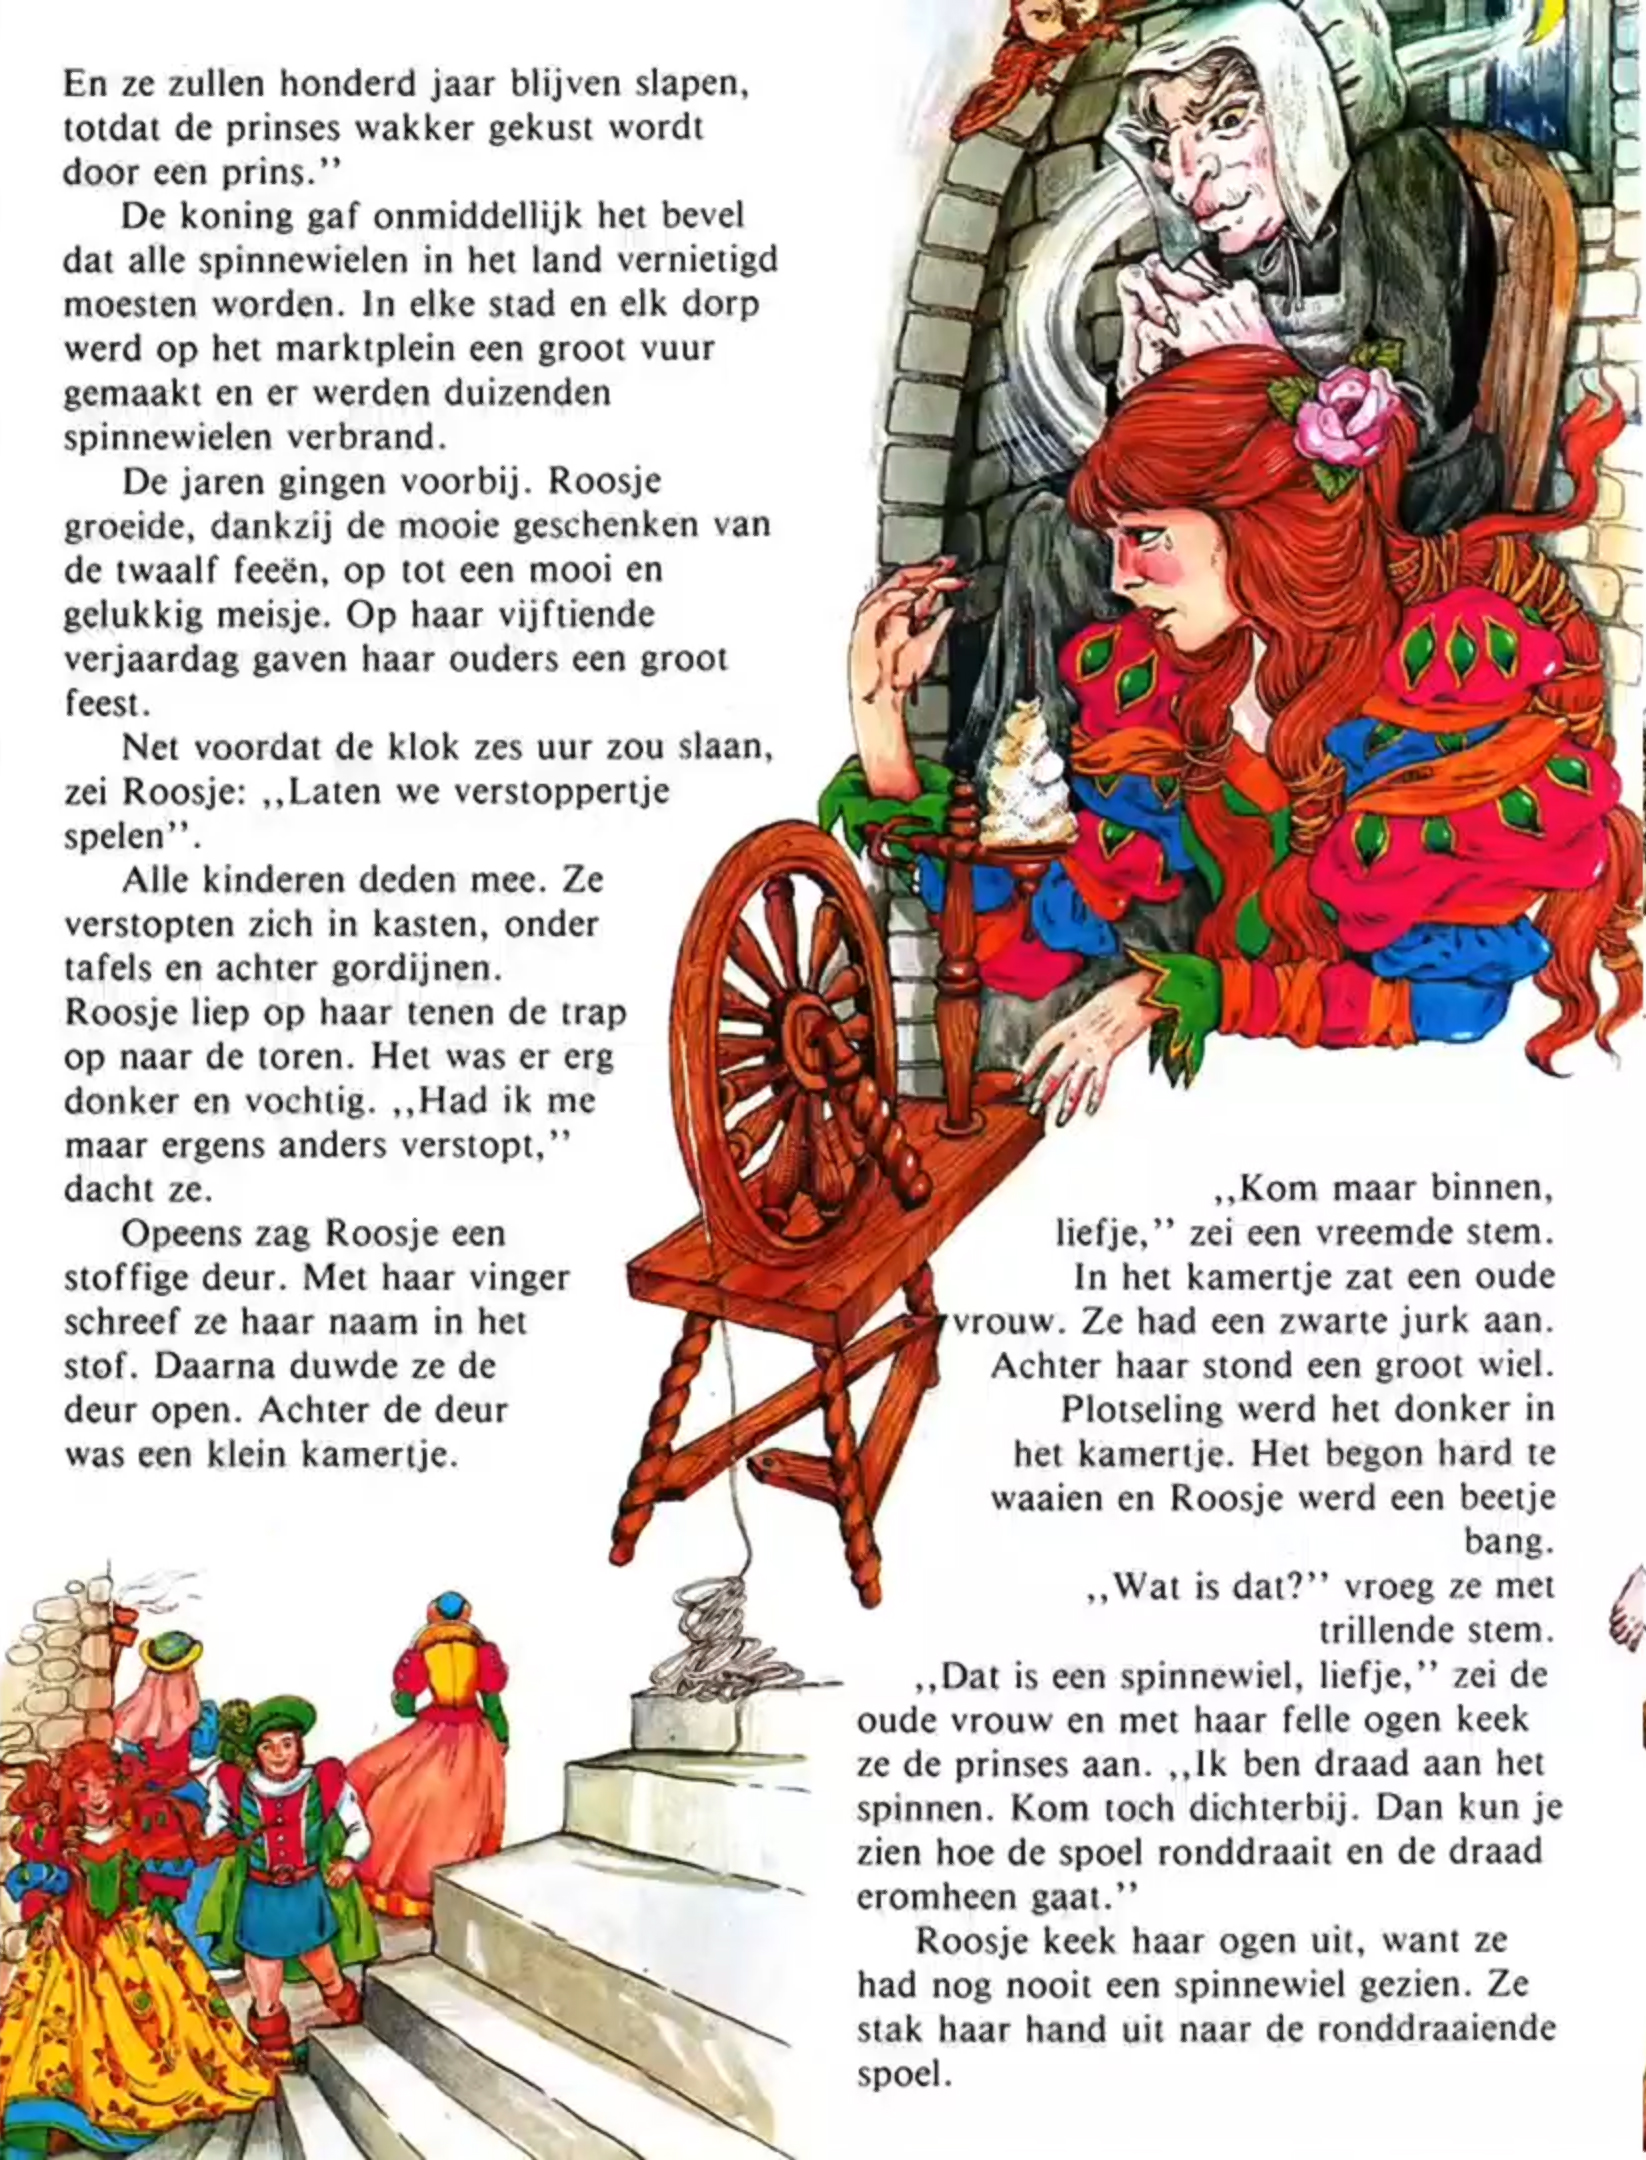 En ze zullen honderd jaar blijven slapen,
totdat de prinses wakker gekust wordt
door een prins.’’
De koning gaf onmiddellijk het bevel
dat alle spinnewielen in het land vernietigd
moesten worden. In elke stad en elk dorp
werd op het marktplein een groot vuur
gemaakt en er werden duizenden
spinnewielen verbrand.
De jaren gingen voorbij. Roosje
groeide, dankzij de mooie geschenken van
de twaalf feeën, op tot een mooi en
gelukkig meisje. Op haar vijftiende
verjaardag gaven haar ouders een groot
feest.
Net voordat de klok zes uur zou slaan,
zei Roosje: ,,Laten we verstoppertje
spelen’’.
Alle kinderen deden mee. Ze
verstopten zich in kasten, onder
tafels en achter gordijnen.
Roosje liep op haar tenen de trap
op naar de toren. Het was er erg
donker en vochtig. ,,Had ik me
maar ergens anders verstopt,’’
dacht ze.
Opeens zag Roosje een
stoffige deur. Met haar vinger
schreef ze haar naam in het
stof. Daarna duwde ze de
deur open. Achter de deur
was een klein kamertje.
,,Kom maar binnen,
liefje,’’ zei een vreemde stem.
In het kamertje zat een oude
vrouw. Ze had een zwarte jurk aan.
Achter haar stond een groot wiel.
Plotseling werd het donker in
het kamertje. Het begon hard te
waaien en Roosje werd een beetje
bang.
,,Wat is dat?’’ vroeg ze met
trillende stem.
,,Dat is een spinnewiel, liefje,’’ zei de
oude vrouw en met haar felle ogen keek
ze de prinses aan. ,,Ik ben draad aan het
spinnen. Kom toch dichterbij. Dan kun je
zien hoe de spoel ronddraait en de draad
eromheen gaat.’’
Roosje keek haar ogen uit, want ze
had nog nooit een spinnewiel gezien. Ze
stak haar hand uit naar de ronddraaiende
spoel.